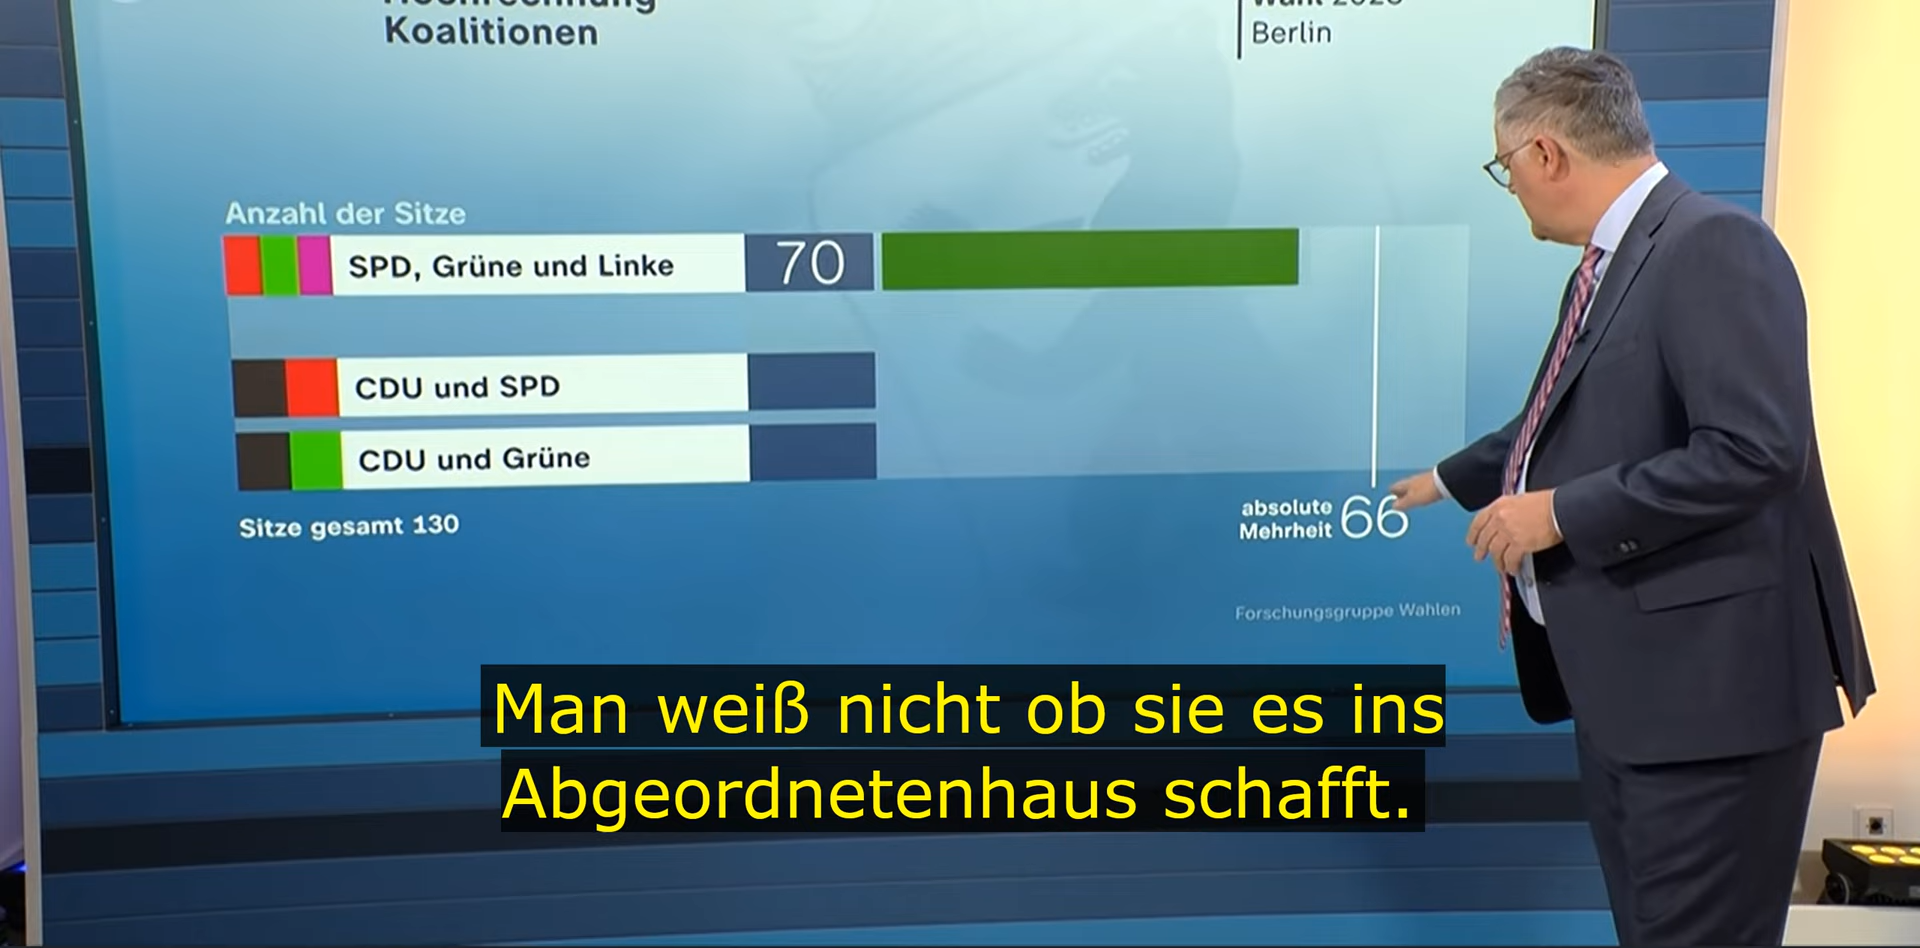 Koalitionen
Berlin
Anzahl der Sitze
SPD, Grüne und Linke 70
CDU und SPD
CDU und Grüne
Sitze gesamt 130
absolute
Mehrheit 66
Forschungsgruppe Wahlen
Man weiß nicht ob sie es ins
Abgeordnetenhaus schafft.